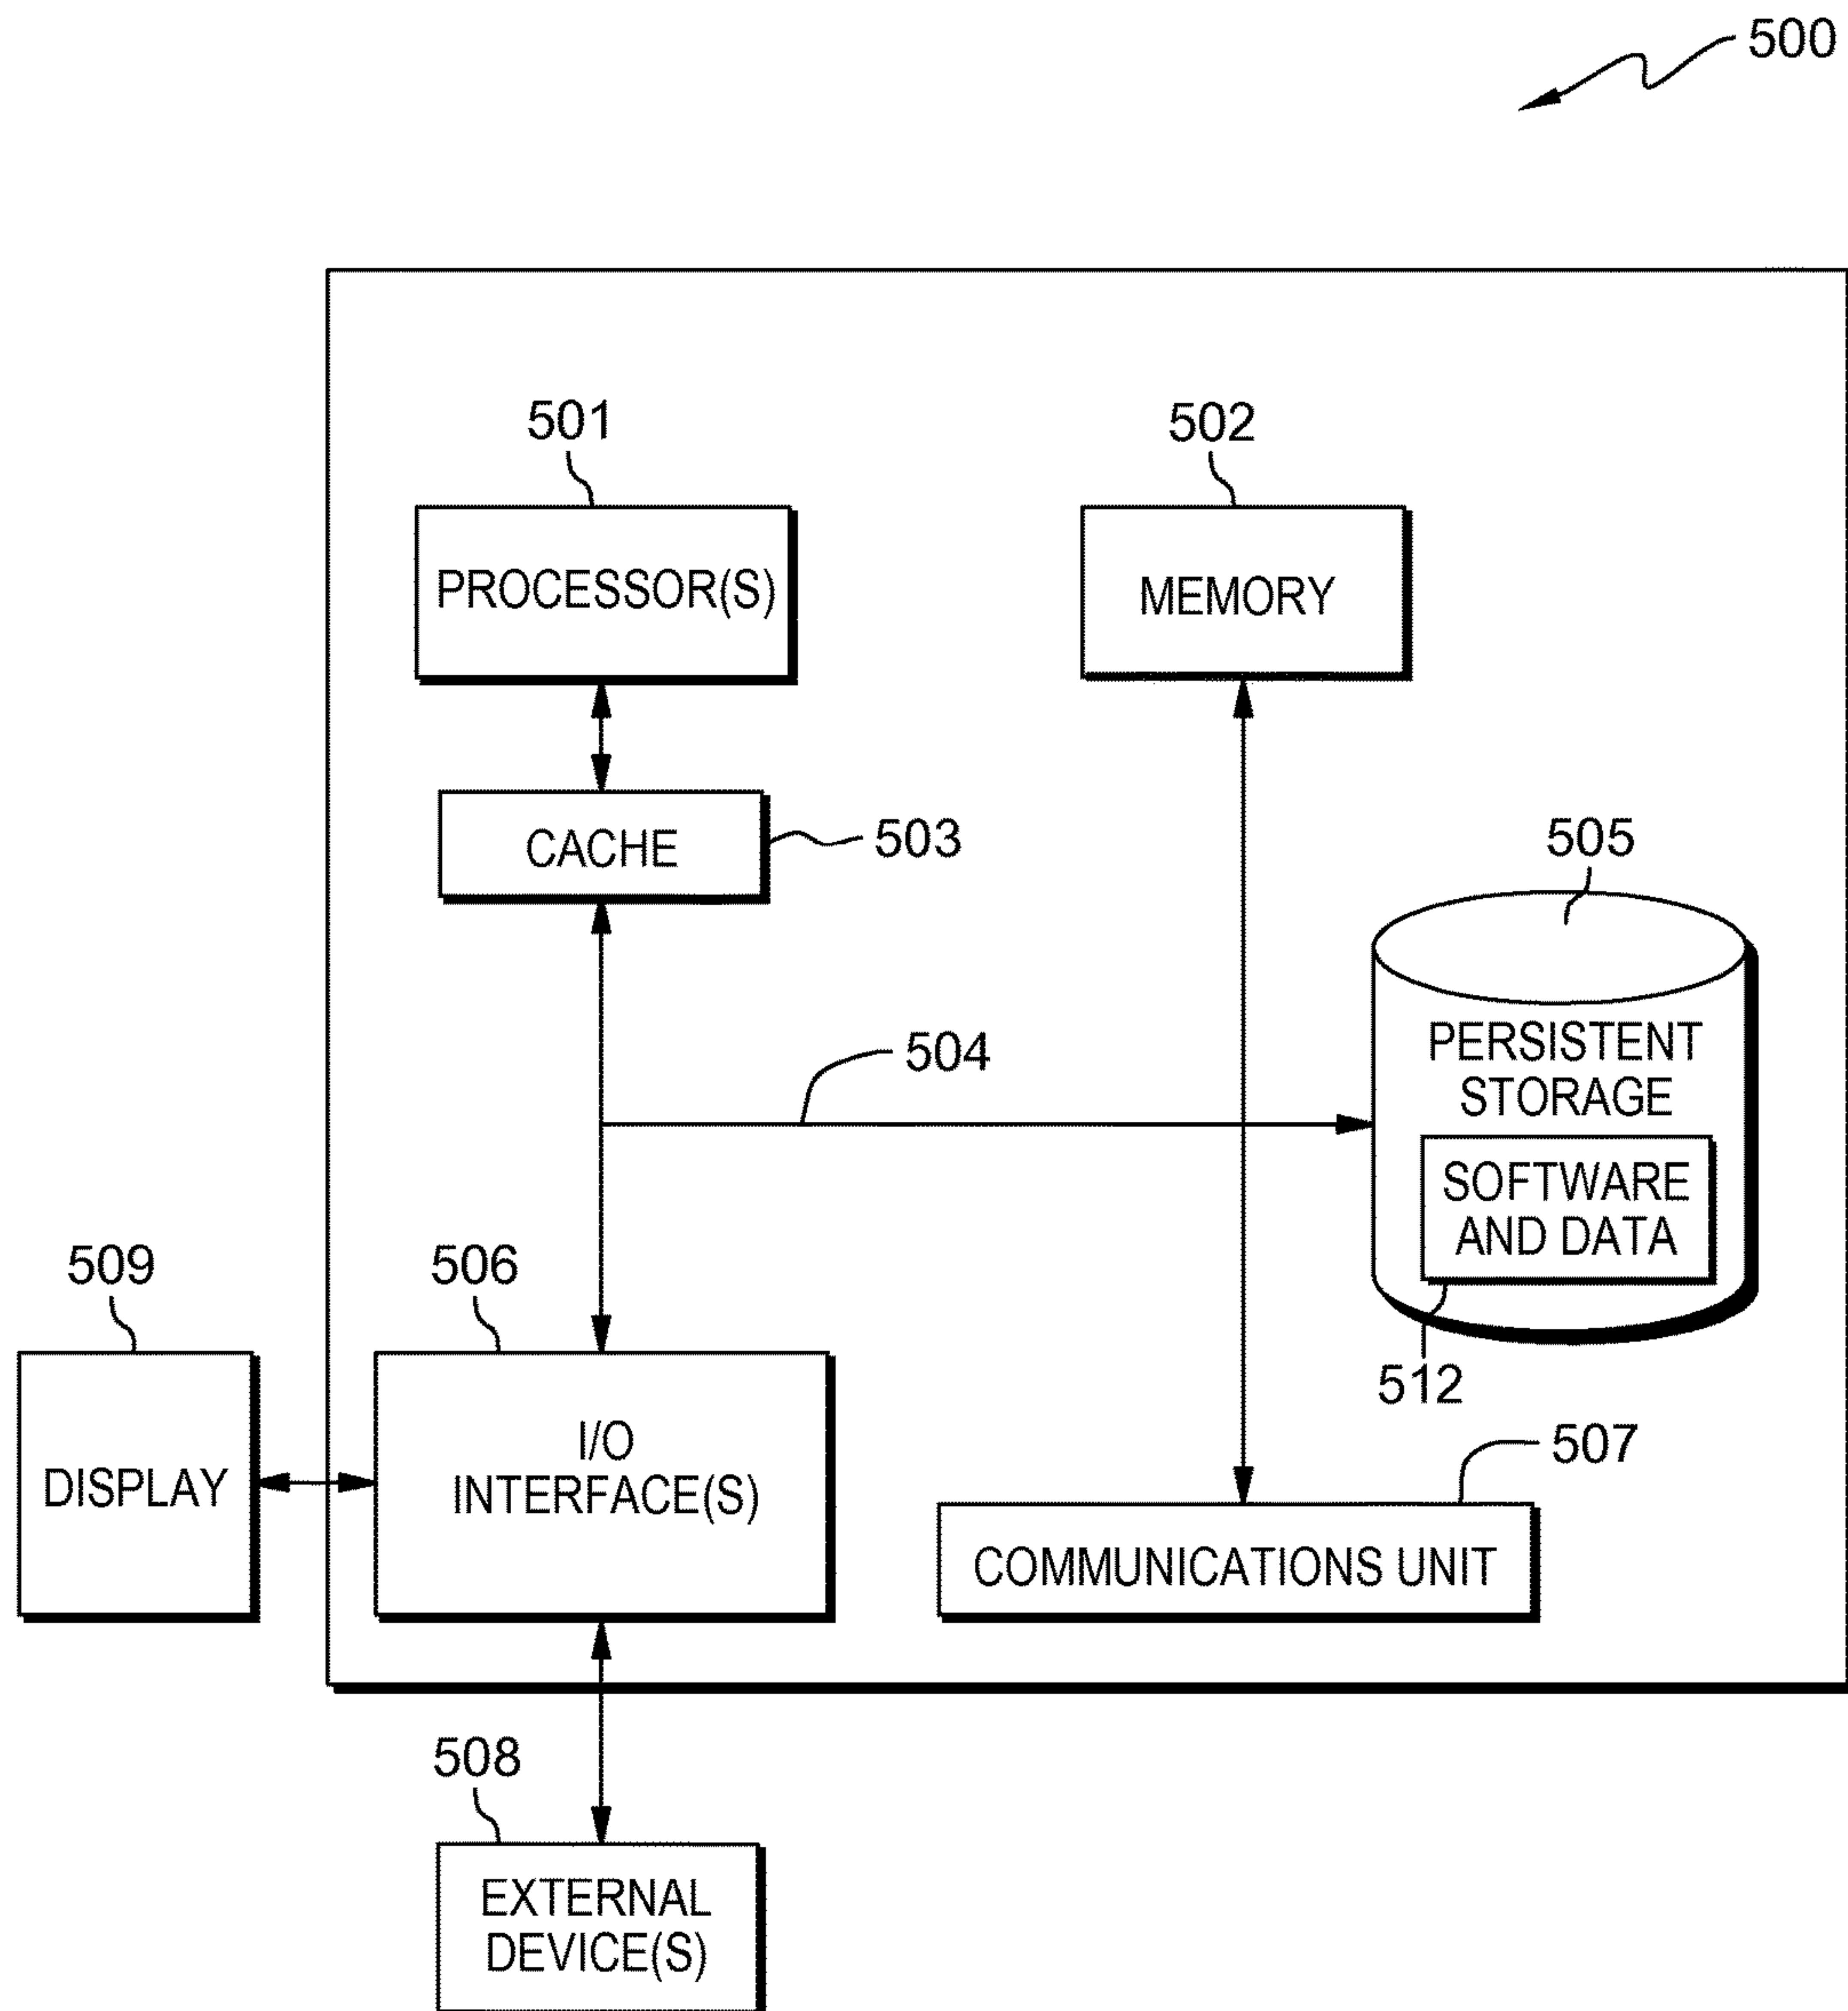 500
501
502
PROCESSOR(S)
MEMORY
503
CACHE
505
504
PERSISTENT
STORAGE
SOFTWARE
AND DATA
512
509
506
DISPLAY
I/O
INTERFACE(S)
507
COMMUNICATIONS UNIT
508
EXTERNAL
DEVICE(S)